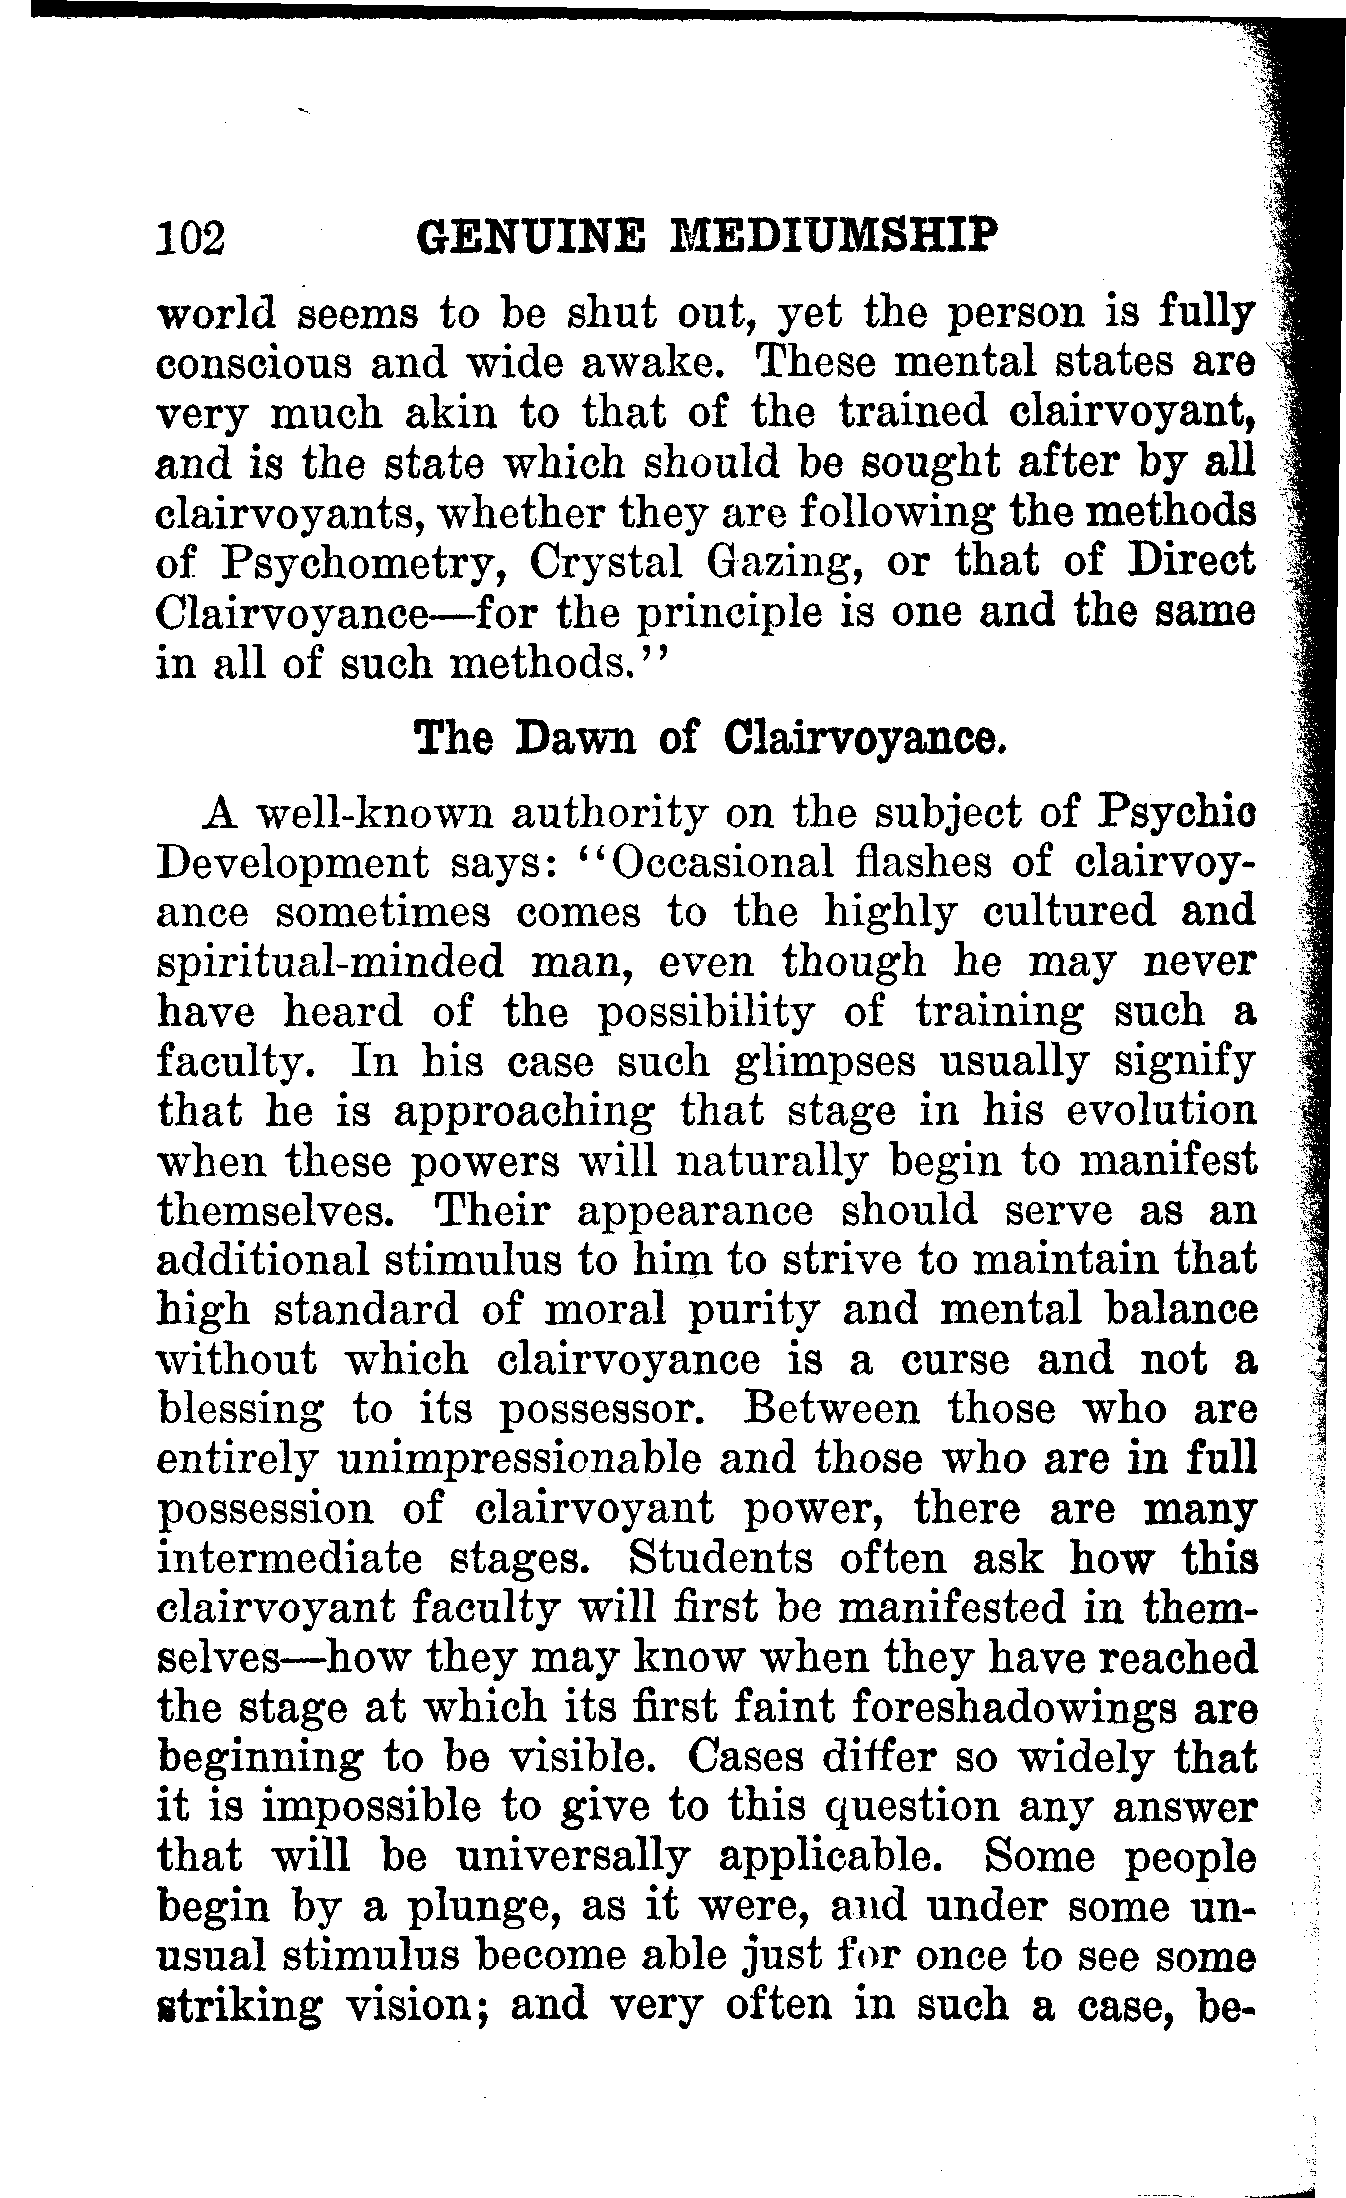 102 GENUINE MEDIUMSHIP
world seems to be shut out, yet the person is fully
conscious and wide awake. These mental states are
very much akin to that of the trained clairvoyant,
and is the state which should be sought after by all
clairvoyants, whether they are following the methods
of Psychometry, Crystal Gazing, or that of Direct
Clairvoyance—for the principle is one and the same
in all of such methods.''
The Dawn of Clairvoyance.
A well-known authority on the subject of Psychic
Development says: ''Occasional flashes of clairvoy-
ance sometimes comes to the highly cultured and
spiritual-minded man, even though he may never
have heard of the possibility of training such a
faculty. In his case such glimpses usually signify
that he is approaching that stage in his evolution
when these powers will naturally begin to manifest
themselves. Their appearance should serve as an
additional stimulus to him to strive to maintain that
high standard of moral purity and mental balance
without which clairvoyance is a curse and not a
blessing to its possessor. Between those who are
entirely unimpressionable and those who are in full
possession of clairvoyant power, there are many
intermediate stages. Students often ask how this
clairvoyant faculty will first be manifested in them-
selves—how they may know when they have reached
the stage at which its first faint foreshadowings are
beginning to be visible. Cases differ so widely that
it is impossible to give to this question any answer
that will be universally applicable. Some people
begin by a plunge, as it were, and under some un-
usual stimulus become able just for once to see some
striking vision; and very often in such a case, be-